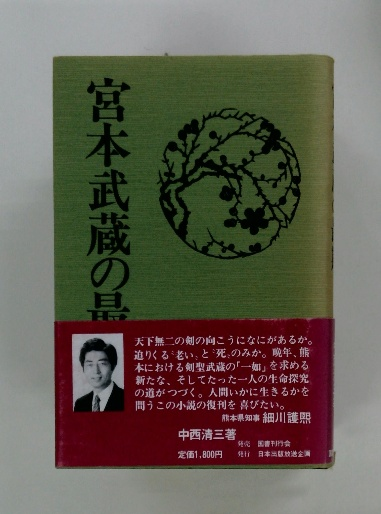 宮本武蔵の最
天下無二の剣の向こうになにがあるか。
迫りくる“老い”と“死”のみか。晩年、熊
本における剣聖武蔵の「一如」を求める
新たな、そしてたった一人の生命探究
の道がつづく。人間いかに生きるかを
問うこの小説の復刊を喜びたい。
熊本県知事 細川護熙
中西清三著
定価1,800円
発売 国書刊行会
発行 日本出版放送企画